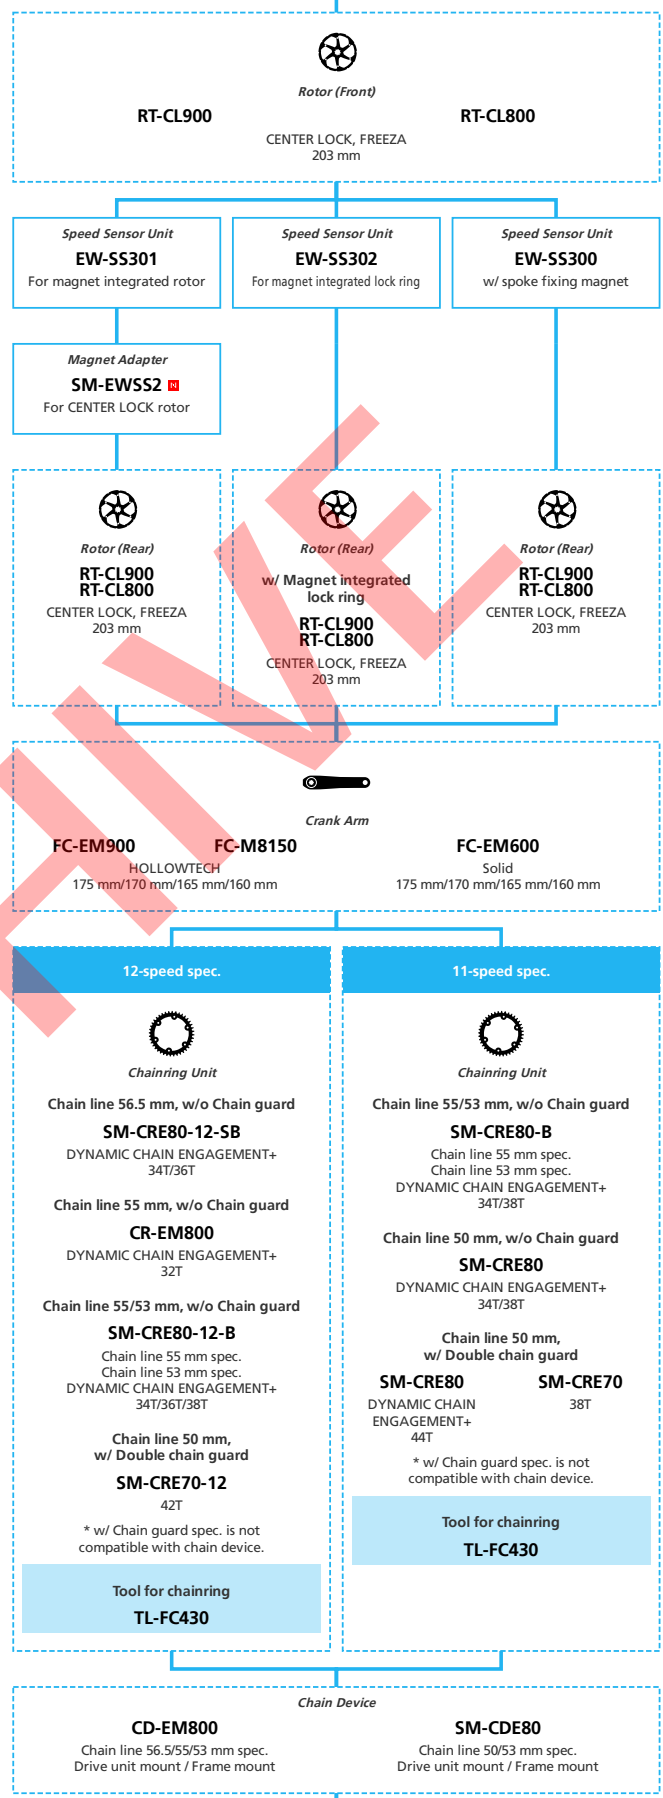 Rotor (Front)
RT-CL900
RT-CL800
CENTER LOCK, FREEZA
203 mm
Speed Sensor Unit
EW-SS301
For magnet integrated rotor
Speed Sensor Unit
EW-SS302
For magnet integrated lock ring
Speed Sensor Unit
EW-SS300
w/ spoke fixing magnet
Magnet Adapter
SM-EWSS2 N
For CENTER LOCK rotor
Rotor (Rear)
RT-CL900
RT-CL800
CENTER LOCK, FREEZA
203 mm
Rotor (Rear)
w/ Magnet integrated
lock ring
RT-CL900
RT-CL800
CENTER LOCK, FREEZA
203 mm
Rotor (Rear)
RT-CL900
RT-CL800
CENTER LOCK, FREEZA
203 mm
HIVE
Crank Arm
FC-EM900
FC-M8150
HOLLOWTECH
175 mm/170 mm/165 mm/160 mm
FC-EM600
Solid
175 mm/170 mm/165 mm/160 mm
12-speed spec.
Chainring Unit
Chain line 56.5 mm, w/o Chain guard
SM-CRE80-12-SB
DYNAMIC CHAIN ENGAGEMENT+
34T/36T
Chain line 55 mm, w/o Chain guard
CR-EM800
DYNAMIC CHAIN ENGAGEMENT+
32T
Chain line 55/53 mm, w/o Chain guard
SM-CRE80-12-B
Chain line 55 mm spec.
Chain line 53 mm spec.
DYNAMIC CHAIN ENGAGEMENT+
34T/36T/38T
Chain line 50 mm,
w/ Double chain guard
SM-CRE70-12
42T
* w/ Chain guard spec. is not
compatible with chain device.
Tool for chainring
TL-FC430
11-speed spec.
Chainring Unit
Chain line 55/53 mm, w/o Chain guard
SM-CRE80-B
Chain line 55 mm spec.
Chain line 53 mm spec.
DYNAMIC CHAIN ENGAGEMENT+
34T/38T
Chain line 50 mm, w/o Chain guard
SM-CRE80
DYNAMIC CHAIN ENGAGEMENT+
34T/38T
Chain line 50 mm,
w/ Double chain guard
SM-CRE80
DYNAMIC CHAIN
ENGAGEMENT+
44T
SM-CRE70
38T
* w/ Chain guard spec. is not
compatible with chain device.
Tool for chainring
TL-FC430
Chain Device
CD-EM800
Chain line 56.5/55/53 mm spec.
Drive unit mount / Frame mount
SM-CDE80
Chain line 50/53 mm spec.
Drive unit mount / Frame mount